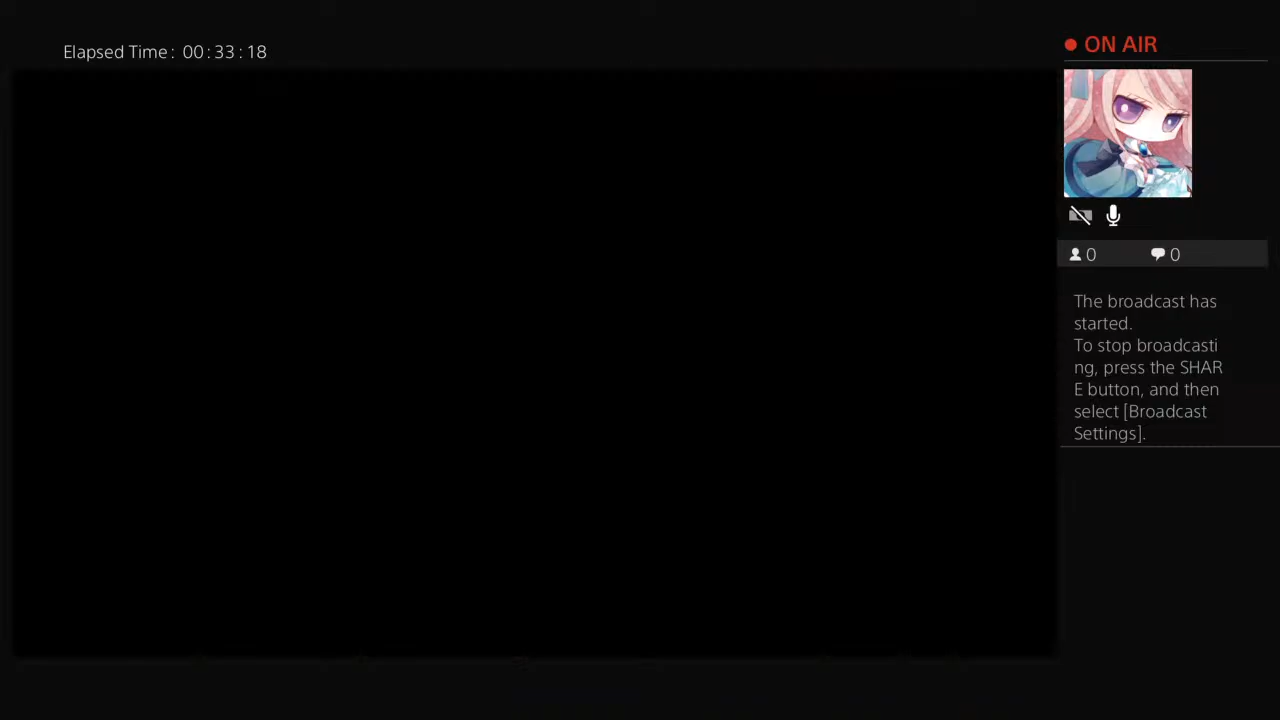 Elapsed Time: 00:33:18
ON AIR
0 0
The broadcast has
started.
To stop broadcasti
ng, press the SHAR
E button, and then
select [Broadcast
Settings].